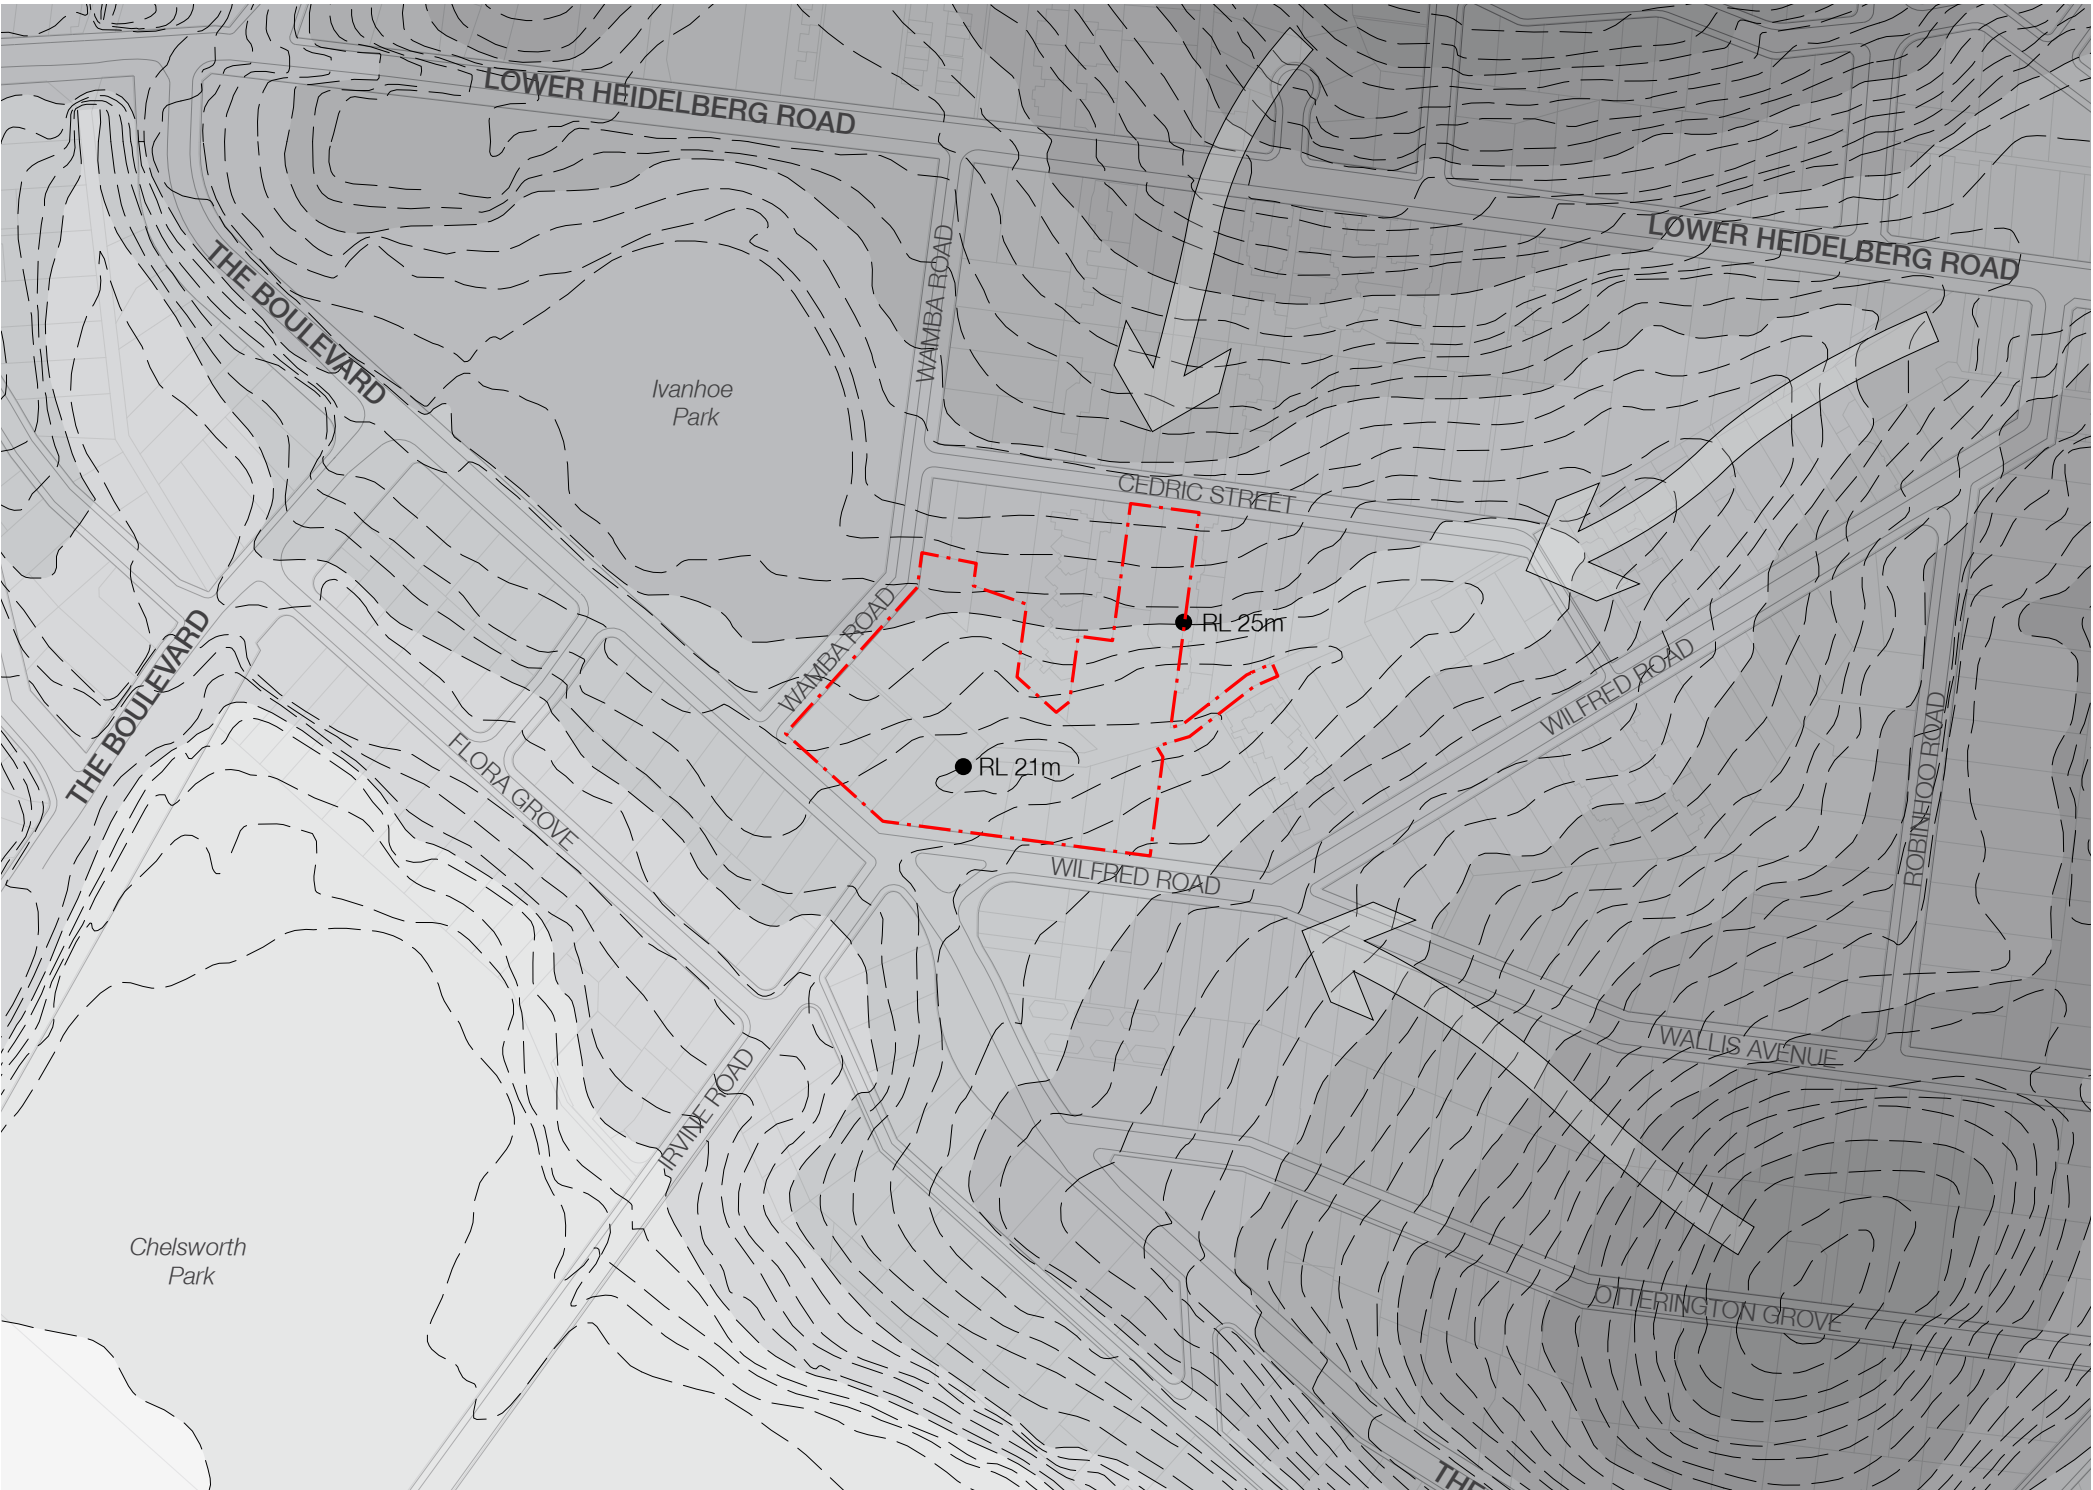 LOWER HEIDELBERG ROAD
LOWER HEIDELBERG ROAD
THE BOULEVARD
WAMBA ROAD
Ivanhoe
Park
CEDRIC STREET
WAMBA ROAD
RL 25m
THE BOULEVARD
WILFRED ROAD
ROBINHOO ROAD
FLORA GROVE
RL 21m
WILFRED ROAD
WALLIS AVENUE
IRVINE ROAD
Chelsworth
Park
OTTERINGTON GROVE
THE